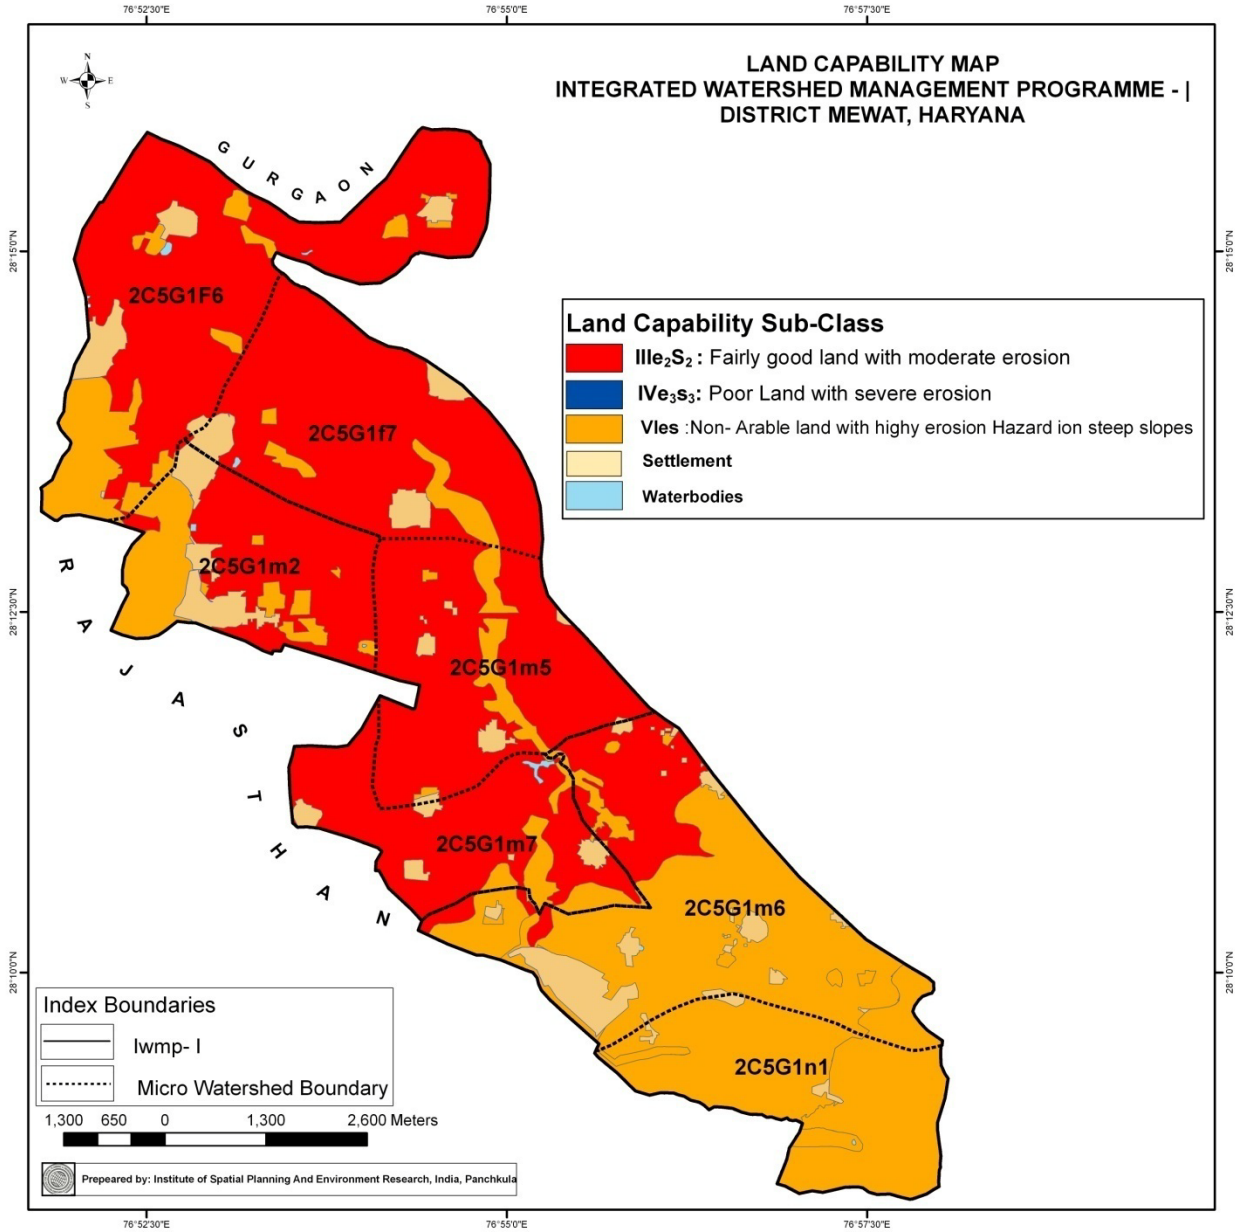 76°52'30"E 76°55'0"E 76°57'30"E
N
W E
S
LAND CAPABILITY MAP
INTEGRATED WATERSHED MANAGEMENT PROGRAMME - |
DISTRICT MEWAT, HARYANA
GURGAON
28°15'0"N 28°15'0"N
2C5G1F6
Land Capability Sub-Class
IIIe₂S₂ : Fairly good land with moderate erosion
IVe₃s₃: Poor Land with severe erosion
VIes :Non- Arable land with highy erosion Hazard ion steep slopes
Settlement
Waterbodies
2C5G1f7
2C5G1m2
RAJASTHAN
28°12'30"N 28°12'30"N
2C5G1m5
2C5G1m7
2C5G1m6
28°10'0"N 28°10'0"N
2C5G1n1
Index Boundaries
Iwmp- I
Micro Watershed Boundary
1,300 650 0 1,300 2,600 Meters
Prepeared by: Institute of Spatial Planning And Environment Research, India, Panchkula
76°52'30"E 76°55'0"E 76°57'30"E